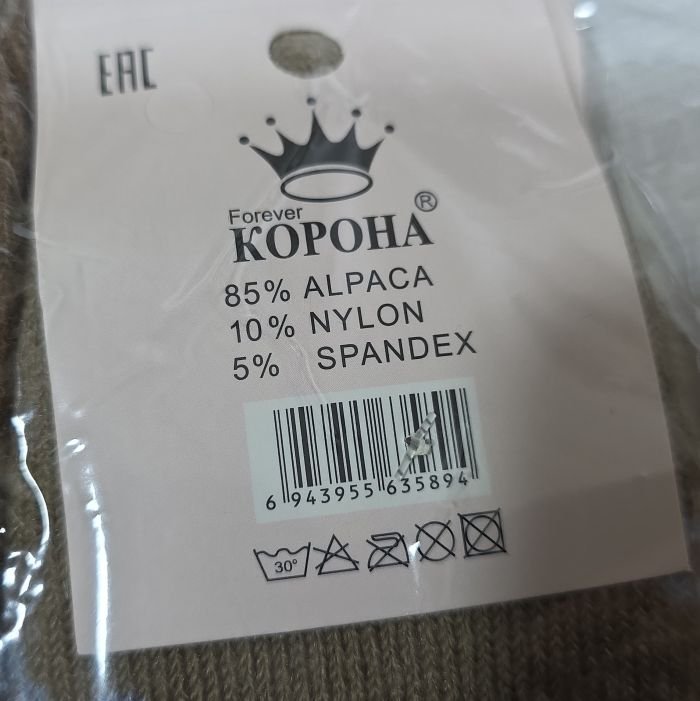 EAC
Forever
КОРОНА®
85% ALPACA
10% NYLON
5% SPANDEX
6 943955 635894
30°